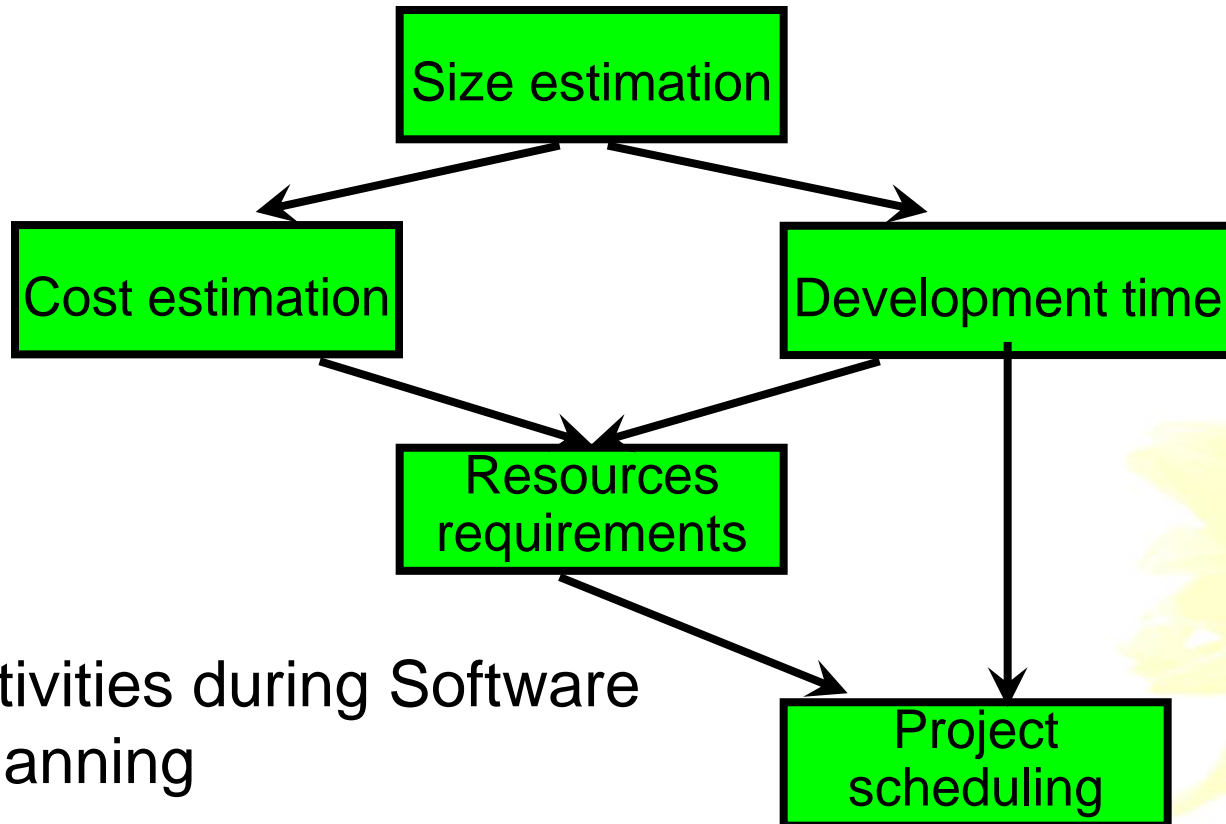 Size estimation
Cost estimation
Development time
Resources
requirements
tivities during Software
anning
Project
scheduling